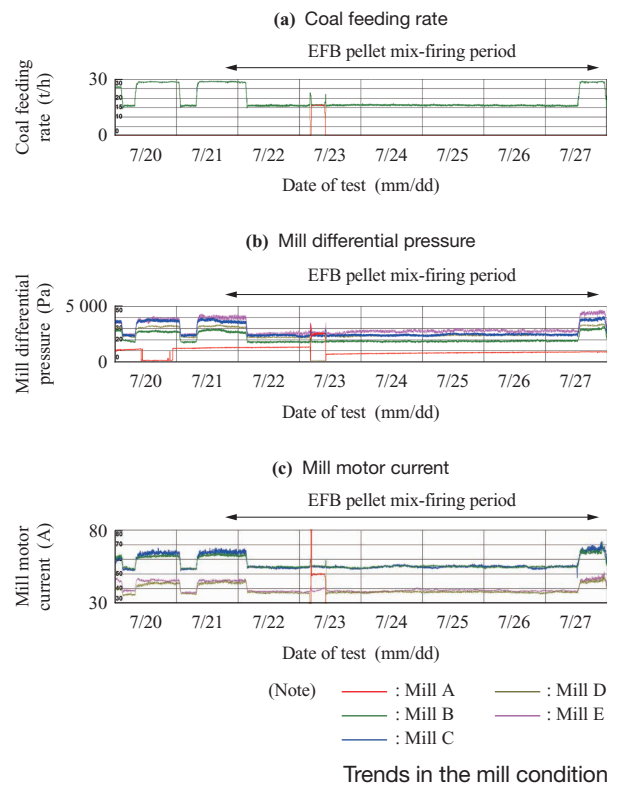 (a) Coal feeding rate
EFB pellet mix-firing period
30
0
Coal feeding rate (t/h)
7/20 7/21 7/22 7/23 7/24 7/25 7/26 7/27
Date of test (mm/dd)
(b) Mill differential pressure
EFB pellet mix-firing period
5 000
0
Mill differential pressure (Pa)
7/20 7/21 7/22 7/23 7/24 7/25 7/26 7/27
Date of test (mm/dd)
(c) Mill motor current
EFB pellet mix-firing period
80
30
Mill motor current (A)
7/20 7/21 7/22 7/23 7/24 7/25 7/26 7/27
Date of test (mm/dd)
(Note) : Mill A : Mill D
: Mill B : Mill E
: Mill C
Trends in the mill condition